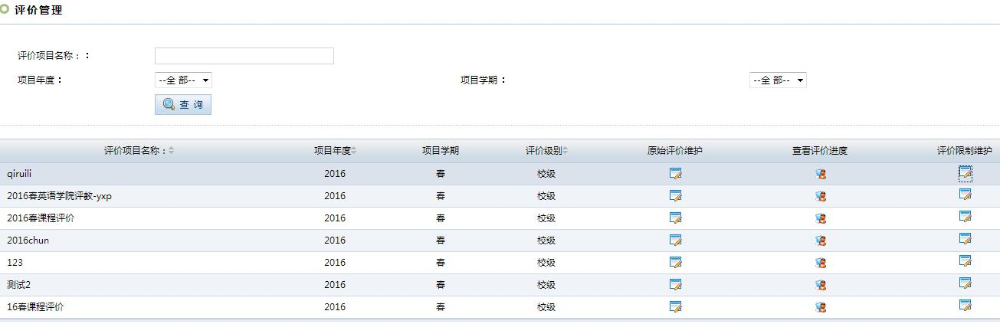 评价管理
评价项目名称：：
项目年度： --全 部-- 项目学期： --全 部--
查 询
评价项目名称： 项目年度 项目学期 评价级别 原始评价维护 查看评价进度 评价限制维护
qiruili 2016 春 校级
2016春英语学院评教-yxp 2016 春 校级
2016春课程评价 2016 春 校级
2016chun 2016 春 校级
123 2016 春 校级
测试2 2016 春 校级
16春课程评价 2016 春 校级